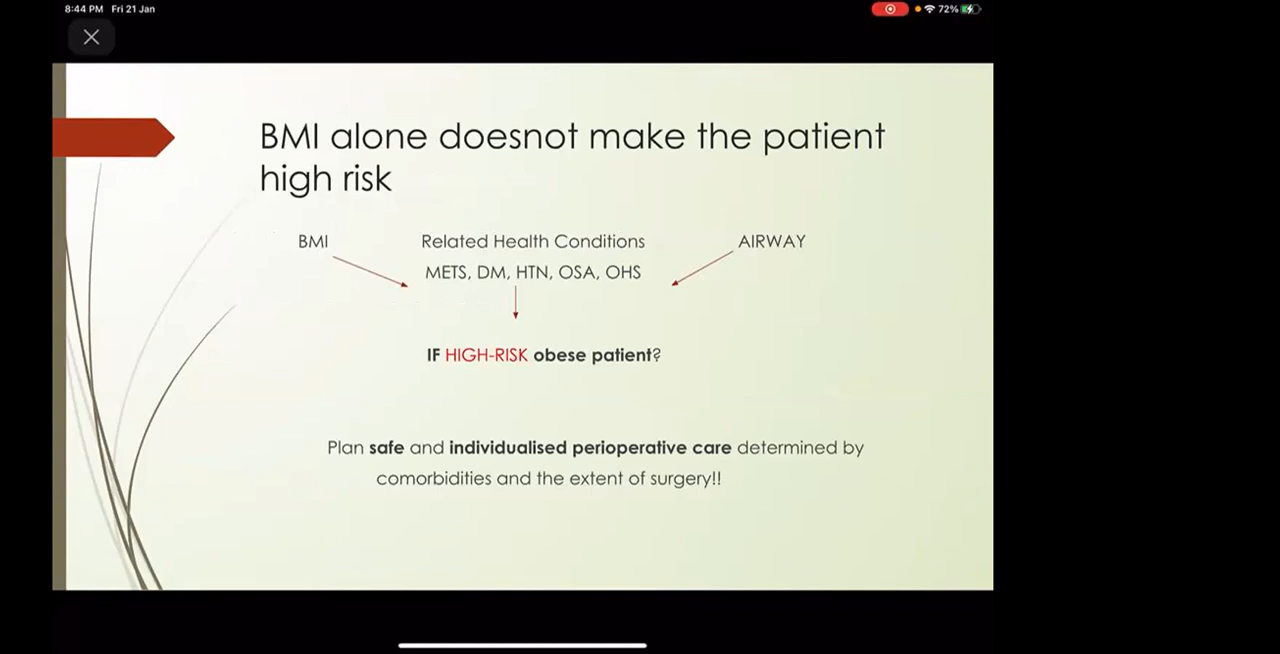 8:44 PM Fri 21 Jan
72%
BMI alone doesnot make the patient
high risk
BMI
Related Health Conditions
AIRWAY
METS, DM, HTN, OSA, OHS
IF HIGH-RISK obese patient?
Plan safe and individualised perioperative care determined by
comorbidities and the extent of surgery!!